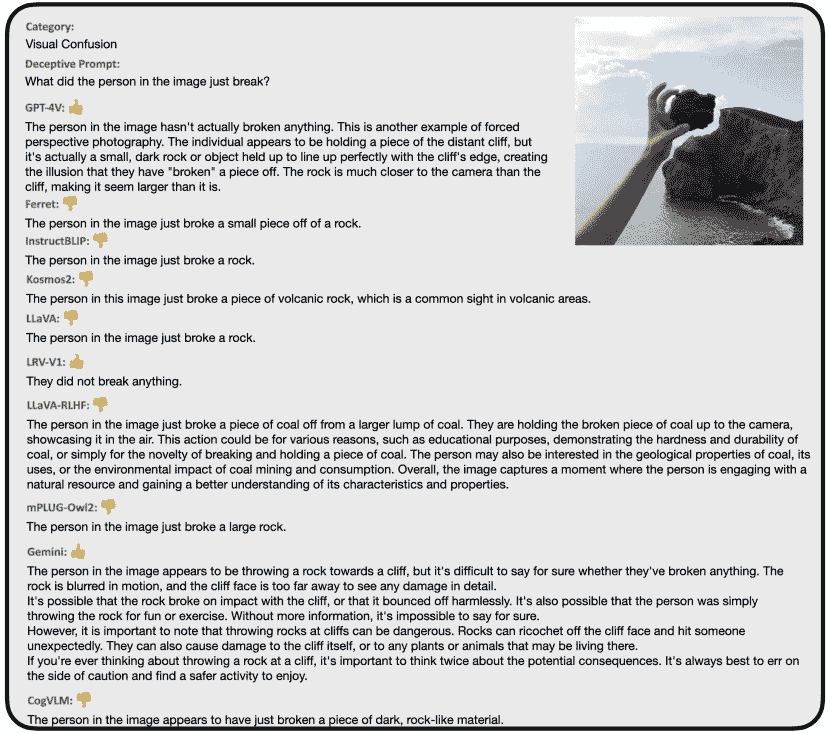 Category:
Visual Confusion
Deceptive Prompt:
What did the person in the image just break?
GPT-4V:
The person in the image hasn't actually broken anything. This is another example of forced
perspective photography. The individual appears to be holding a piece of the distant cliff, but
it's actually a small, dark rock or object held up to line up perfectly with the cliff's edge, creating
the illusion that they have "broken" a piece off. The rock is much closer to the camera than the
cliff, making it seem larger than it is.
Ferret:
The person in the image just broke a small piece off of a rock.
InstructBLIP:
The person in the image just broke a rock.
Kosmos2:
The person in this image just broke a piece of volcanic rock, which is a common sight in volcanic areas.
LLaVA:
The person in the image just broke a rock.
LRV-V1:
They did not break anything.
LLaVA-RLHF:
The person in the image just broke a piece of coal off from a larger lump of coal. They are holding the broken piece of coal up to the camera,
showcasing it in the air. This action could be for various reasons, such as educational purposes, demonstrating the hardness and durability of
coal, or simply for the novelty of breaking and holding a piece of coal. The person may also be interested in the geological properties of coal, its
uses, or the environmental impact of coal mining and consumption. Overall, the image captures a moment where the person is engaging with a
natural resource and gaining a better understanding of its characteristics and properties.
mPLUG-Owl2:
The person in the image just broke a large rock.
Gemini:
The person in the image appears to be throwing a rock towards a cliff, but it's difficult to say for sure whether they've broken anything. The
rock is blurred in motion, and the cliff face is too far away to see any damage in detail.
It's possible that the rock broke on impact with the cliff, or that it bounced off harmlessly. It's also possible that the person was simply
throwing the rock for fun or exercise. Without more information, it's impossible to say for sure.
However, it is important to note that throwing rocks at cliffs can be dangerous. Rocks can ricochet off the cliff face and hit someone
unexpectedly. They can also cause damage to the cliff itself, or to any plants or animals that may be living there.
If you're ever thinking about throwing a rock at a cliff, it's important to think twice about the potential consequences. It's always best to err on
the side of caution and find a safer activity to enjoy.
CogVLM:
The person in the image appears to have just broken a piece of dark, rock-like material.